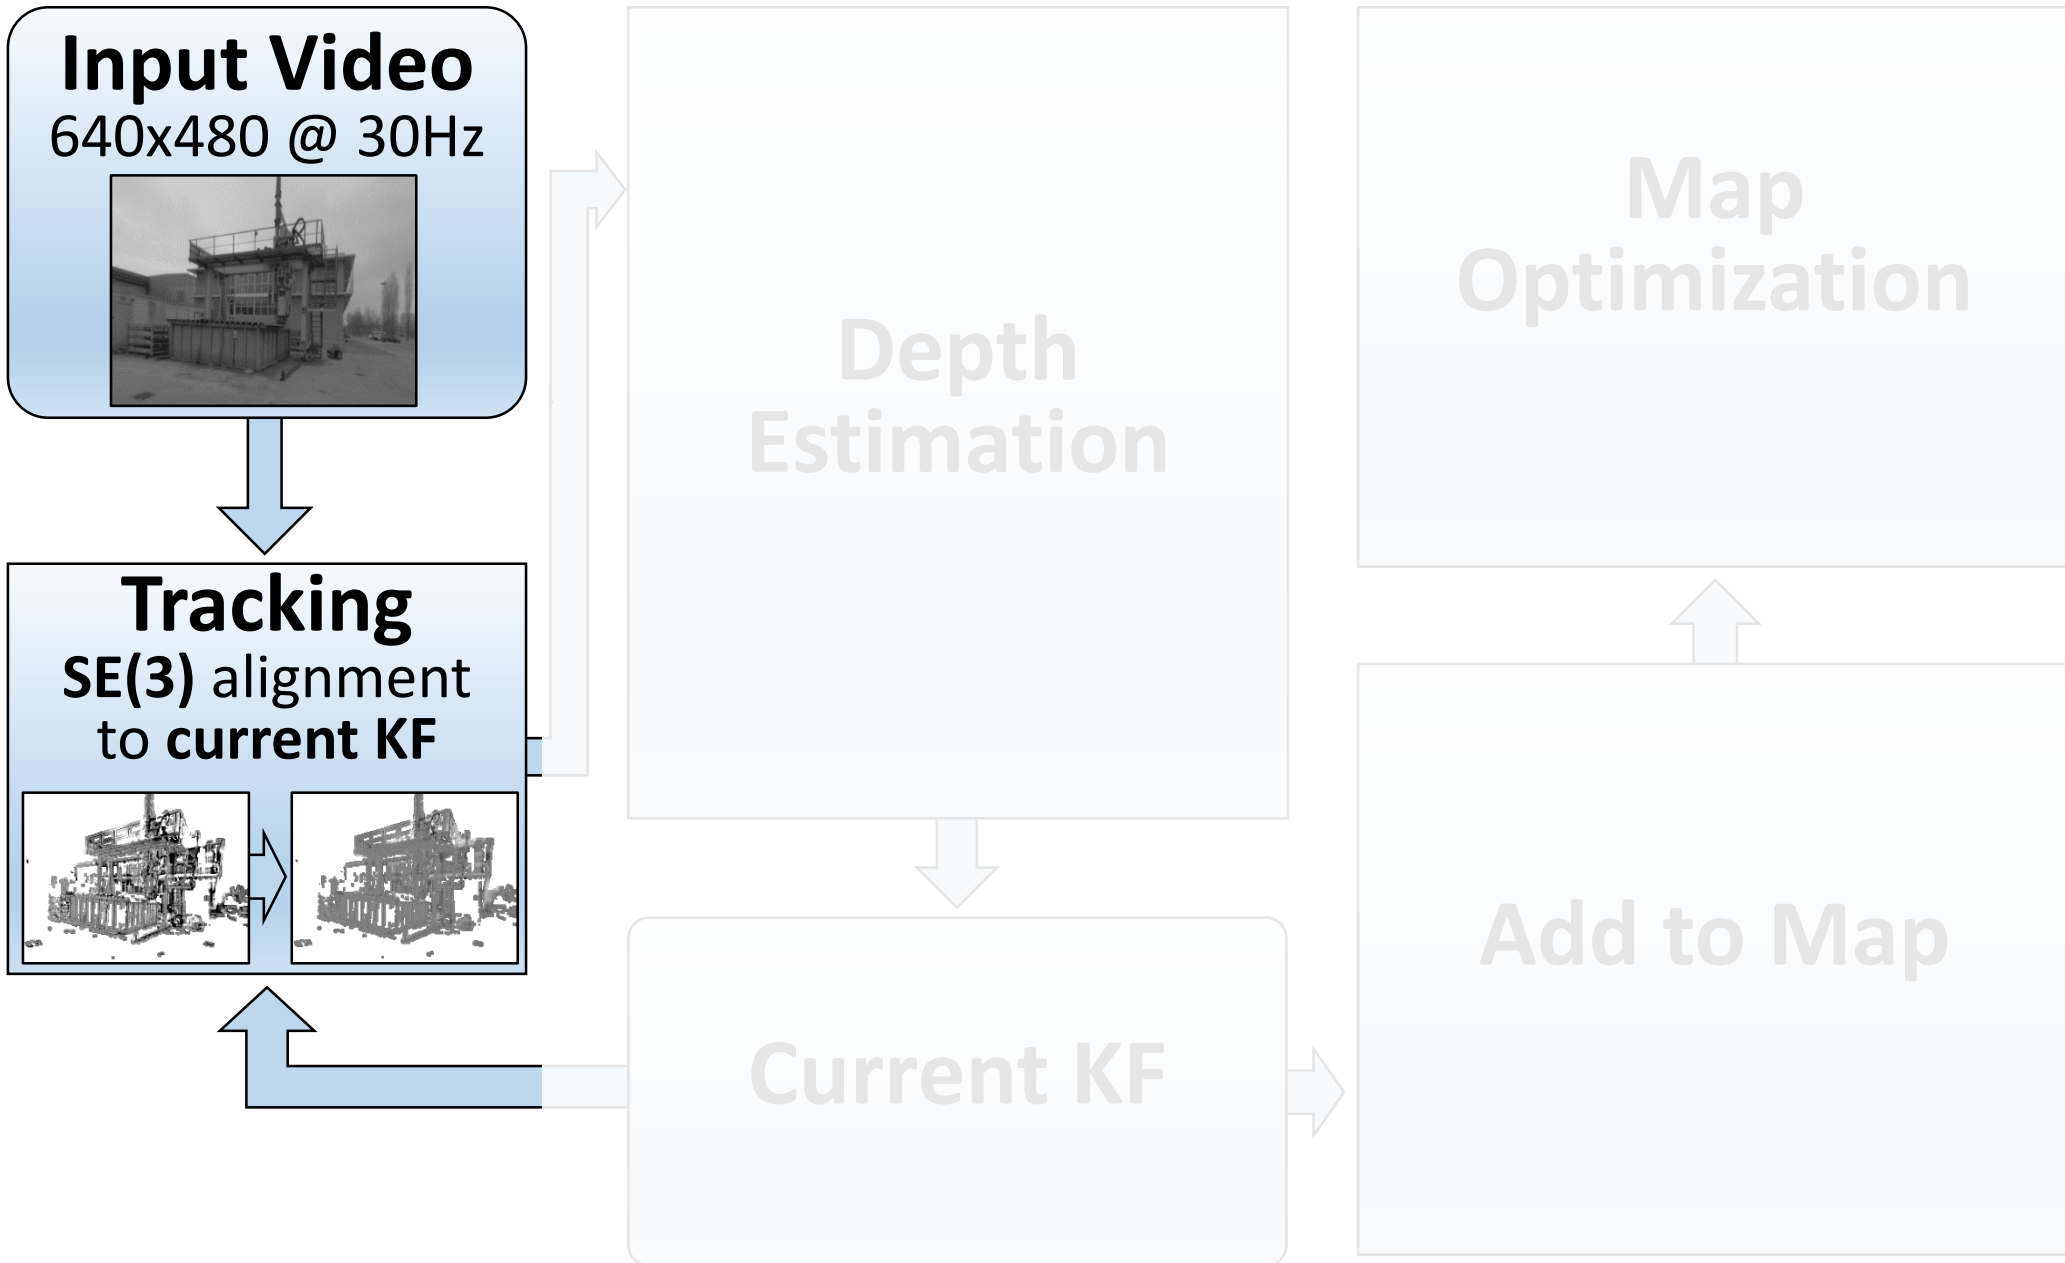 Input Video
640x480 @ 30Hz
Tracking
SE(3) alignment
to current KF
Depth
Estimation
Current KF
Map
Optimization
Add to Map